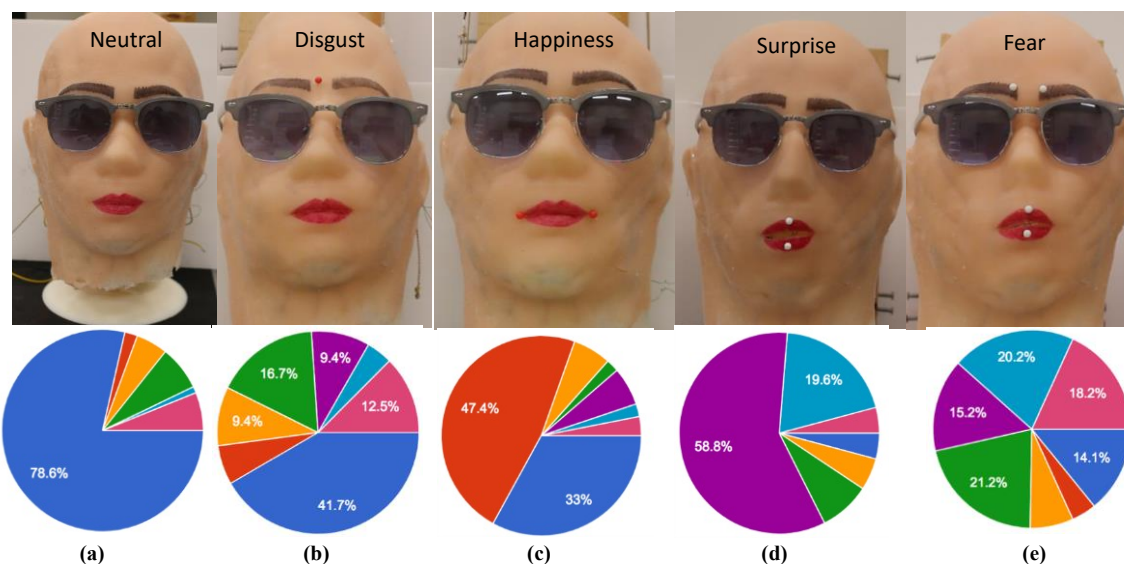 Neutral
Disgust
Happiness
Surprise
Fear
78.6%
9.4%
16.7%
9.4%
12.5%
41.7%
47.4%
33%
19.6%
58.8%
20.2%
18.2%
15.2%
14.1%
21.2%
(a)
(b)
(c)
(d)
(e)